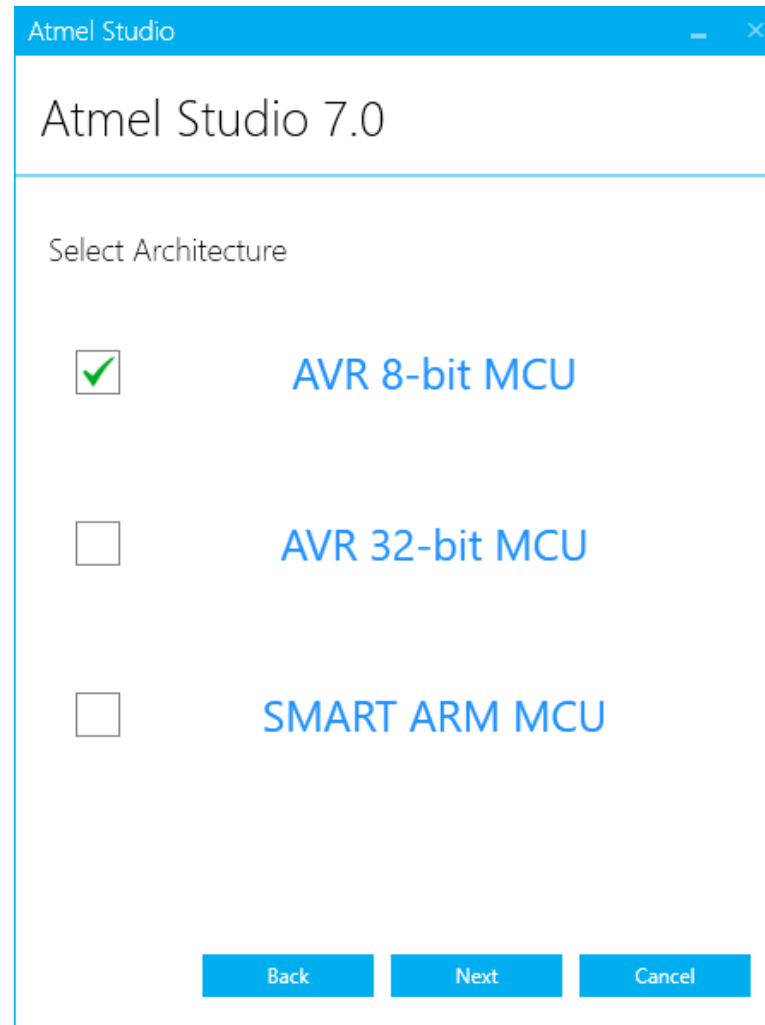 Atmel Studio
Atmel Studio 7.0
Select Architecture
AVR 8-bit MCU
AVR 32-bit MCU
SMART ARM MCU
Back Next Cancel